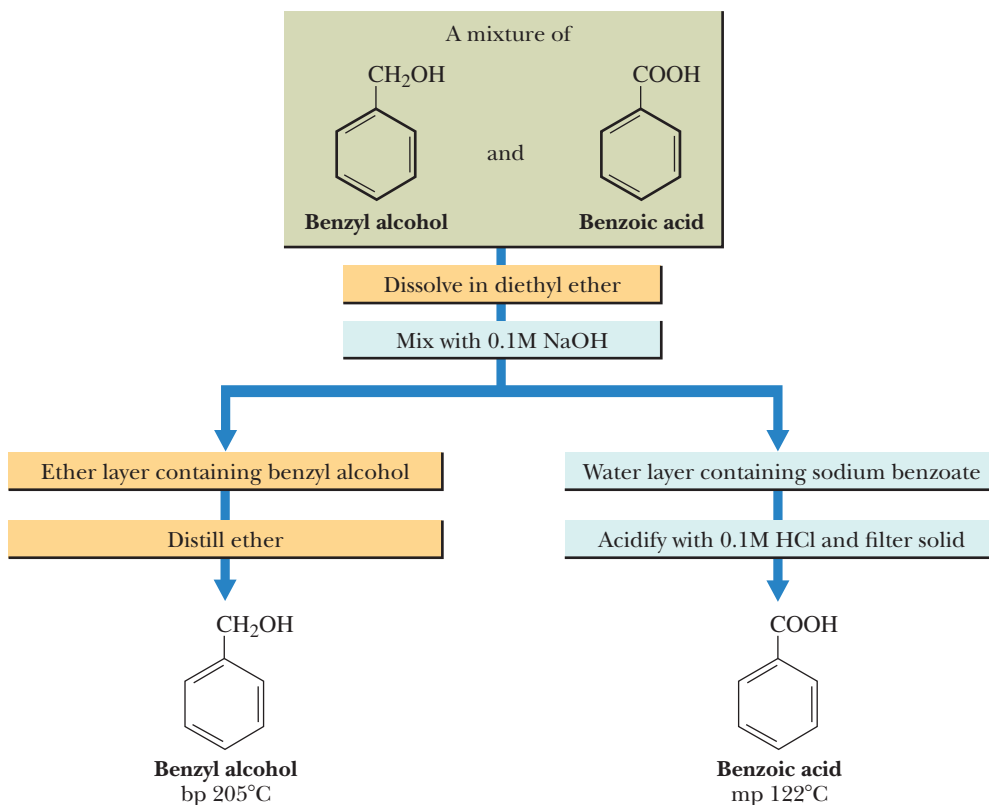 A mixture of
CH₂OH
COOH
and
Benzyl alcohol
Benzoic acid
Dissolve in diethyl ether
Mix with 0.1M NaOH
Ether layer containing benzyl alcohol
Water layer containing sodium benzoate
Distill ether
Acidify with 0.1M HCl and filter solid
CH₂OH
COOH
Benzyl alcohol
bp 205°C
Benzoic acid
mp 122°C